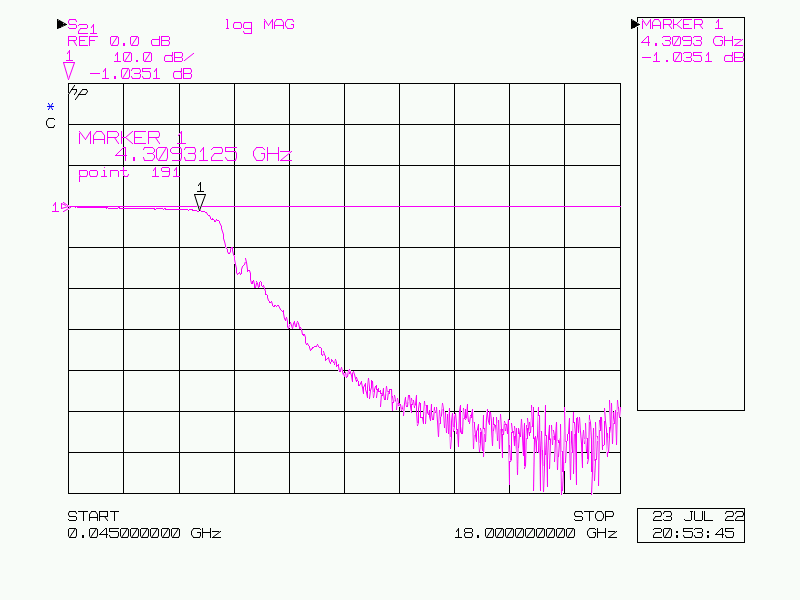 S21 log MAG
REF 0.0 dB
1 10.0 dB/
-1.0351 dB
hp
*
C
MARKER 1
4.3093125 GHz
point 191
1
1
START
0.045000000 GHz
STOP
18.000000000 GHz
MARKER 1
4.3093 GHz
-1.0351 dB
23 JUL 22
20:53:45